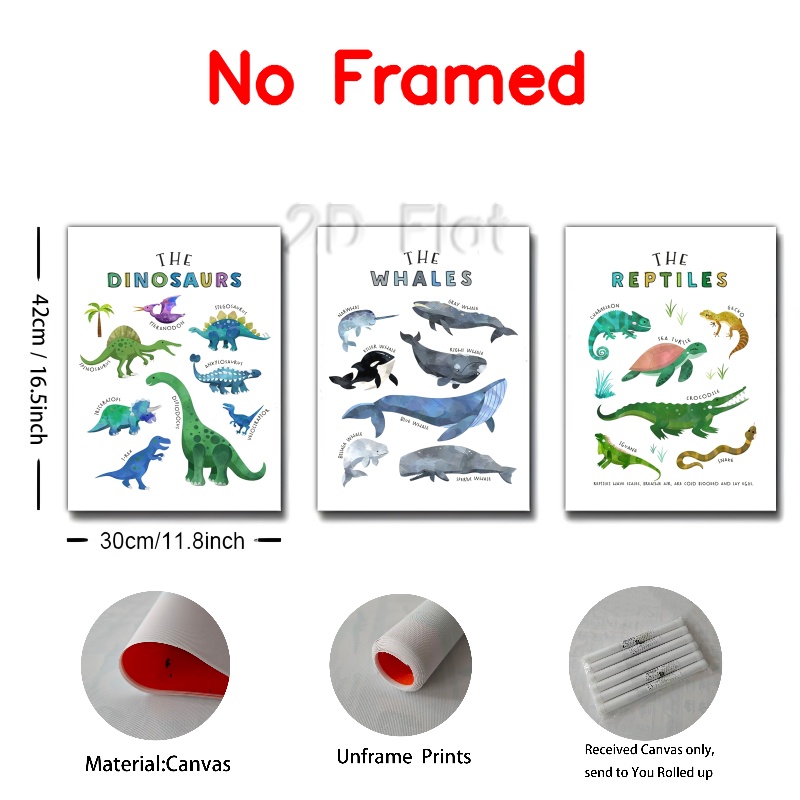 No Framed
2D Flat
THE
DINOSAURS
PTERANODON
STEGOSAURUS
SPINOSAURUS
ANKYLOSAURUS
TRICERATOPS
DIPLODOCUS
VELOCIRAPTOR
T-REX
THE
WHALES
NARWHAL
GRAY WHALE
KILLER WHALE
RIGHT WHALE
BLUE WHALE
BELUGA WHALE
SPERM WHALE
THE
REPTILES
CHAMELEON
GECKO
SEA TURTLE
CROCODILE
IGUANA
SNAKE
REPTILES HAVE SCALES, BREATHE AIR, ARE COLD BLOODED AND LAY EGGS.
42cm / 16.5inch
30cm/11.8inch
Material:Canvas
Unframe Prints
Received Canvas only,
send to You Rolled up